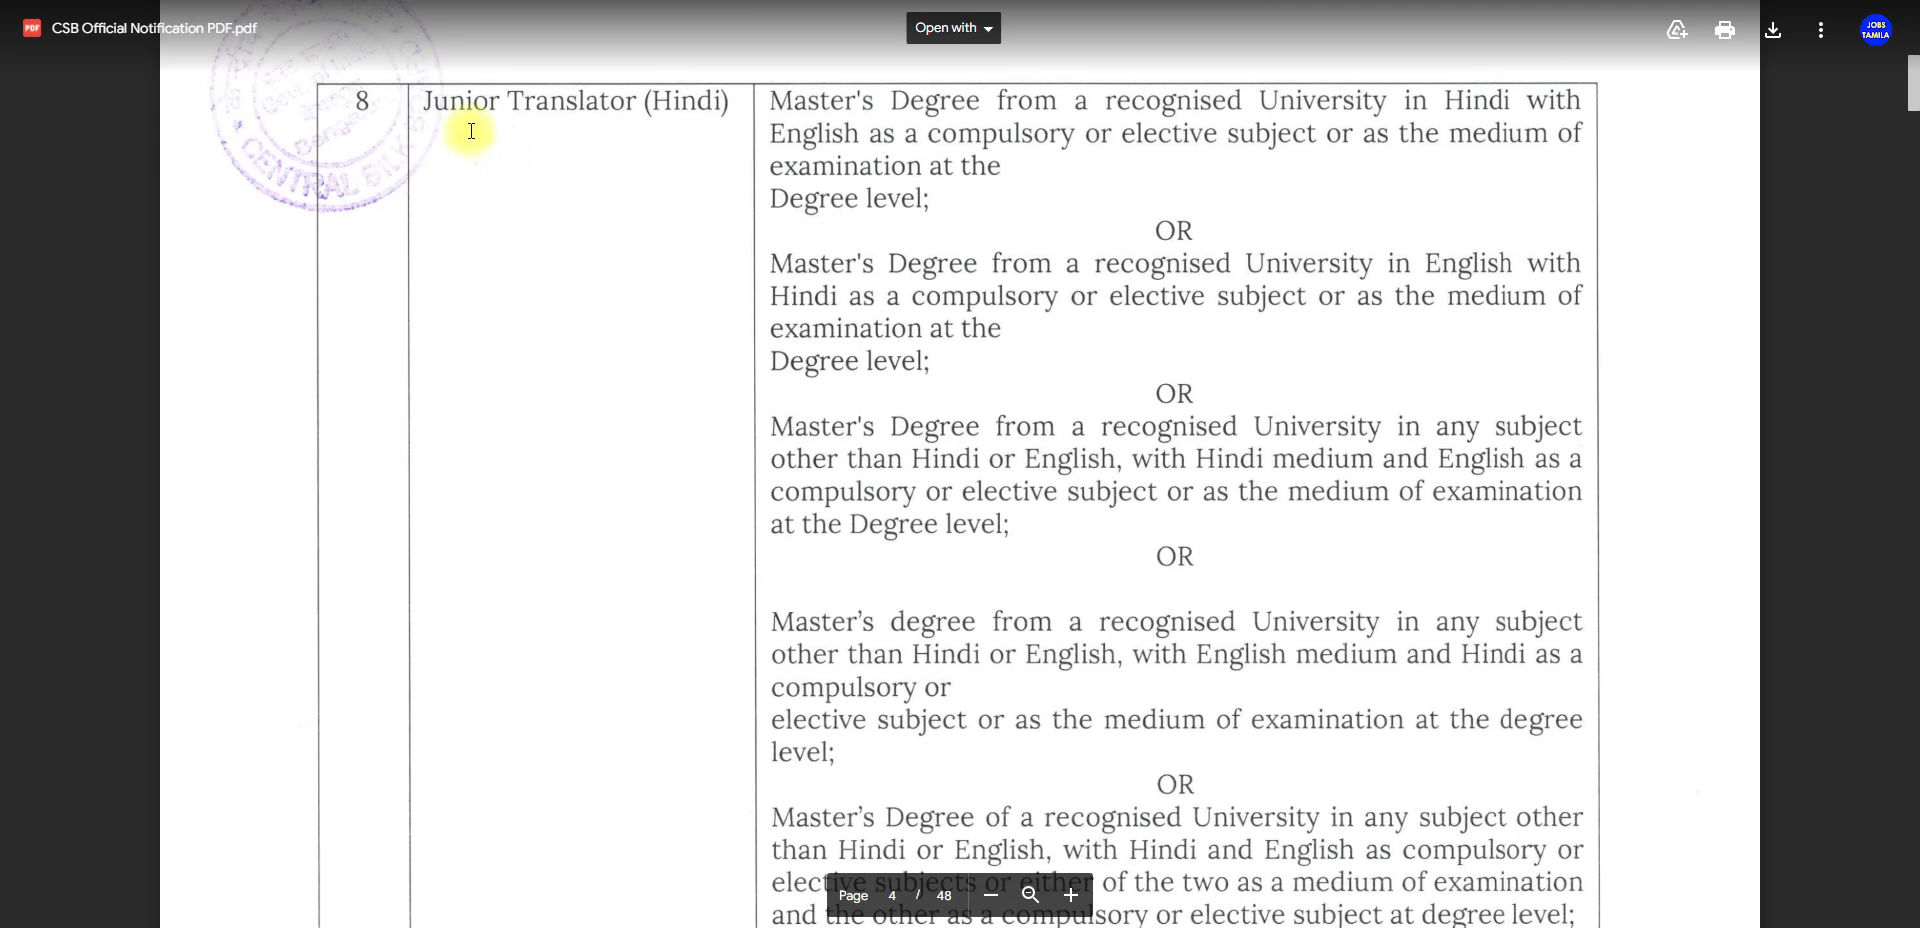 CSB Official Notification PDF.pdf
Open with
JOBS
TAMILA
8
Junior Translator (Hindi)
Master's Degree from a recognised University in Hindi with
English as a compulsory or elective subject or as the medium of
examination at the
Degree level;
OR
Master's Degree from a recognised University in English with
Hindi as a compulsory or elective subject or as the medium of
examination at the
Degree level;
OR
Master's Degree from a recognised University in any subject
other than Hindi or English, with Hindi medium and English as a
compulsory or elective subject or as the medium of examination
at the Degree level;
OR
Master’s degree from a recognised University in any subject
other than Hindi or English, with English medium and Hindi as a
compulsory or
elective subject or as the medium of examination at the degree
level;
OR
Master’s Degree of a recognised University in any subject other
than Hindi or English, with Hindi and English as compulsory or
elective subjects or either of the two as a medium of examination
and the other as a compulsory or elective subject at degree level;
Page 4 / 48
CENTRAL
PDF